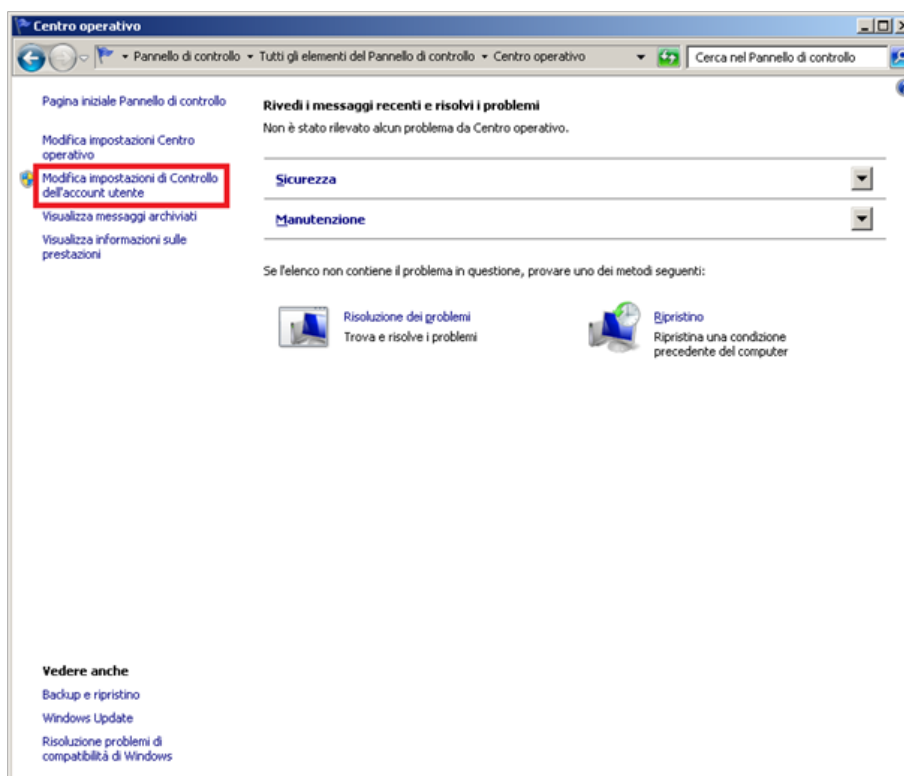 Centro operativo
Pannello di controllo Tutti gli elementi del Pannello di controllo Centro operativo
Cerca nel Pannello di controllo
Pagina iniziale Pannello di controllo
Modifica impostazioni Centro
operativo
Modifica impostazioni di Controllo
dell'account utente
Visualizza messaggi archiviati
Visualizza informazioni sulle
prestazioni
Rivedi i messaggi recenti e risolvi i problemi
Non è stato rilevato alcun problema da Centro operativo.
Sicurezza
Manutenzione
Se l'elenco non contiene il problema in questione, provare uno dei metodi seguenti:
Risoluzione dei problemi
Trova e risolve i problemi
Ripristino
Ripristina una condizione
precedente del computer
Vedere anche
Backup e ripristino
Windows Update
Risoluzione problemi di
compatibilità di Windows